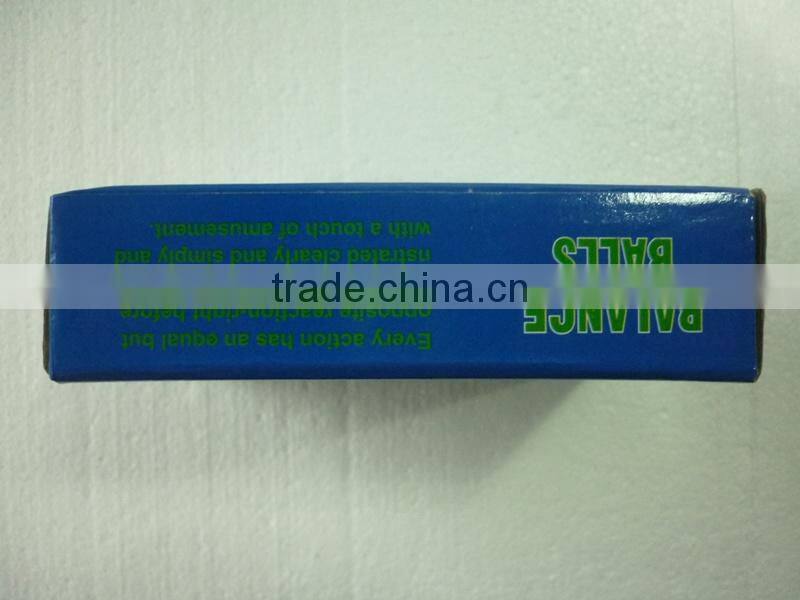 BALANCE
BALLS
Every action has an equal but
opposite reaction-right before
nstrated clearly and simply and
with a touch of amusement.
trade.china.cn